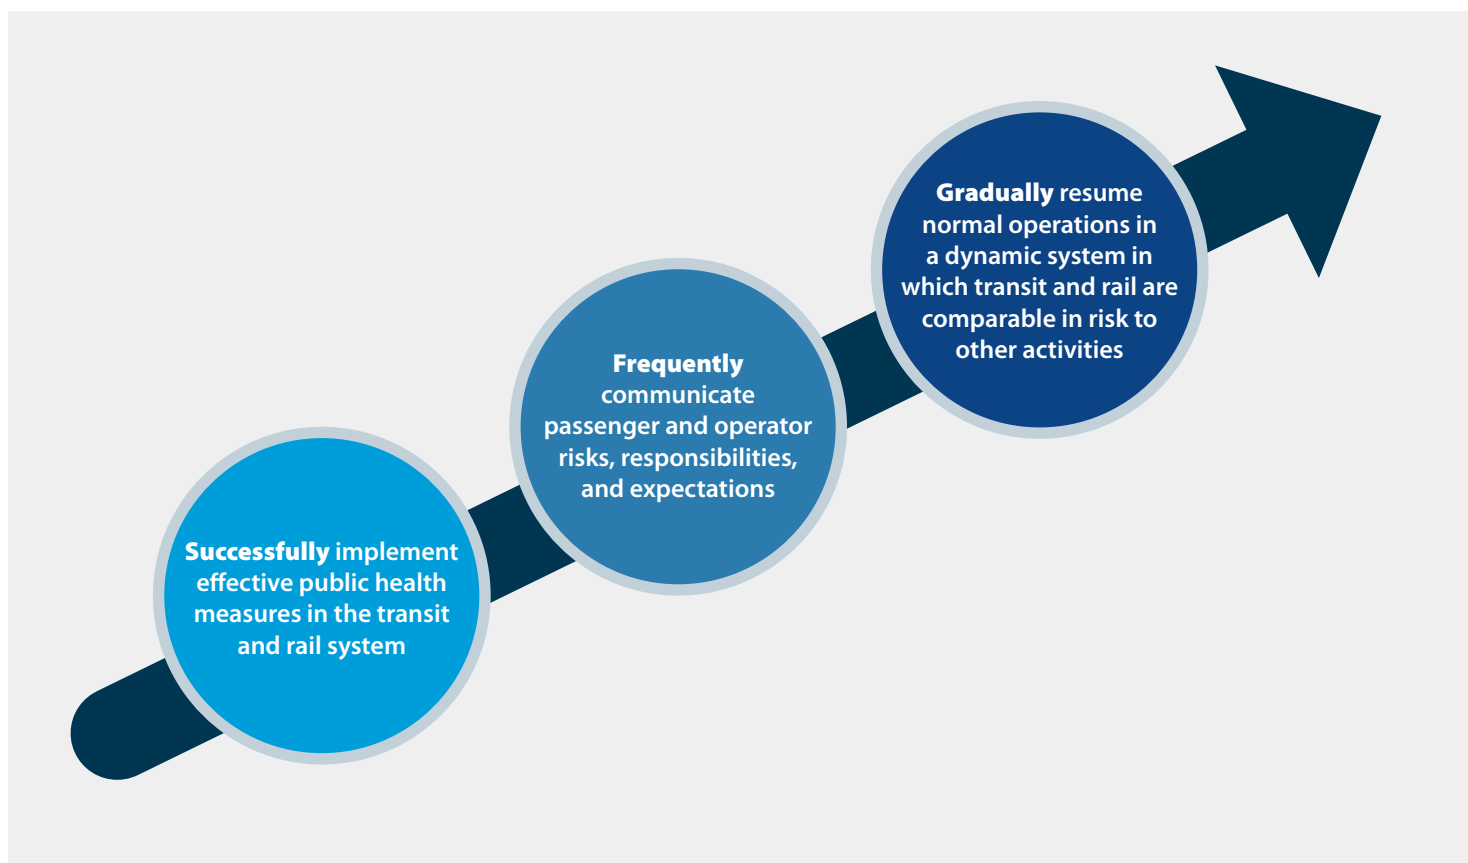 Successfully implement
effective public health
measures in the transit
and rail system
Frequently
communicate
passenger and operator
risks, responsibilities,
and expectations
Gradually resume
normal operations in
a dynamic system in
which transit and rail are
comparable in risk to
other activities